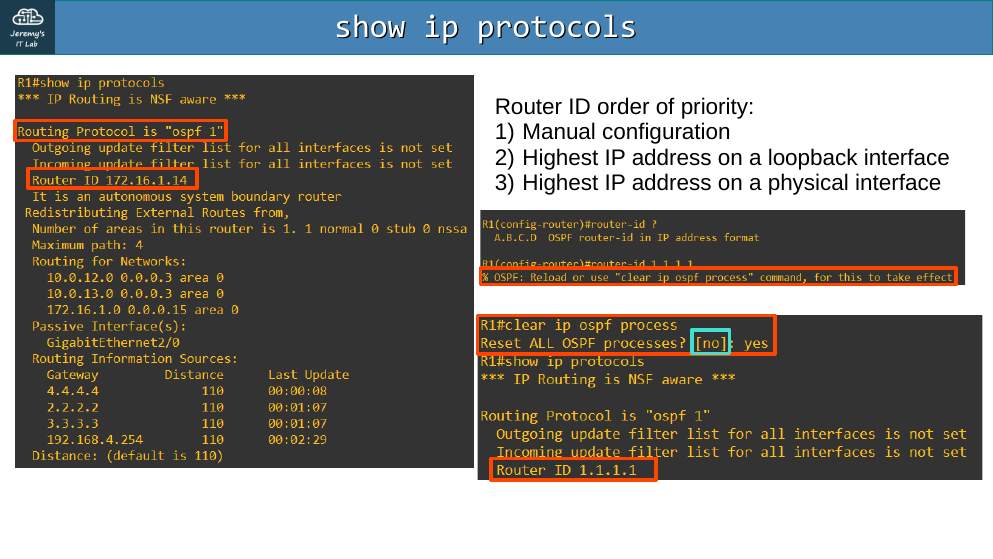 Jeremy's
IT Lab
show ip protocols
R1#show ip protocols
*** IP Routing is NSF aware ***
Routing Protocol is "ospf 1"
Outgoing update filter list for all interfaces is not set
Incoming update filter list for all interfaces is not set
Router ID 172.16.1.14
It is an autonomous system boundary router
Redistributing External Routes from,
Number of areas in this router is 1. 1 normal 0 stub 0 nssa
Maximum path: 4
Routing for Networks:
10.0.12.0 0.0.0.3 area 0
10.0.13.0 0.0.0.3 area 0
172.16.1.0 0.0.0.15 area 0
Passive Interface(s):
GigabitEthernet2/0
Routing Information Sources:
Gateway Distance Last Update
4.4.4.4 110 00:00:08
2.2.2.2 110 00:01:07
3.3.3.3 110 00:01:07
192.168.4.254 110 00:02:29
Distance: (default is 110)
Router ID order of priority:
1) Manual configuration
2) Highest IP address on a loopback interface
3) Highest IP address on a physical interface
R1(config-router)#router-id ?
A.B.C.D OSPF router-id in IP address format
R1(config-router)#router-id 1.1.1.1
% OSPF: Reload or use "clear ip ospf process" command, for this to take effect
R1#clear ip ospf process
Reset ALL OSPF processes? [no]: yes
R1#show ip protocols
*** IP Routing is NSF aware ***
Routing Protocol is "ospf 1"
Outgoing update filter list for all interfaces is not set
Incoming update filter list for all interfaces is not set
Router ID 1.1.1.1